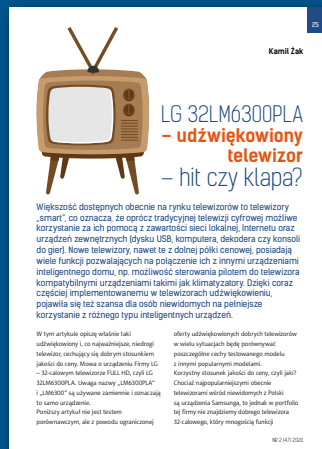 25
Kamil Żak
LG 32LM6300PLA
– udźwiękowiony
telewizor
– hit czy klapa?
Większość dostępnych obecnie na rynku telewizorów to telewizory
„smart”, co oznacza, że oprócz tradycyjnej telewizji cyfrowej możliwe
korzystanie za ich pomocą z zawartości sieci lokalnej, Internetu oraz
urządzeń zewnętrznych (dysku USB, komputera, dekodera czy konsoli
do gier). Nowe telewizory, nawet te z dolnej półki cenowej, posiadają
wiele funkcji pozwalających na połączenie ich z innymi urządzeniami
inteligentnego domu, np. możliwość sterowania pilotem do telewizora
kompatybilnymi urządzeniami takimi jak klimatyzatory. Dzięki coraz
częściej implementowanemu w telewizorach udźwiękowieniu,
pojawiła się też szansa dla osób niewidomych na pełniejsze
korzystanie z różnego typu inteligentnych urządzeń.
W tym artykule opiszę właśnie taki
udźwiękowiony i, co najważniejsze, niedrogi
telewizor, cechujący się dobrym stosunkiem
jakości do ceny. Mowa o urządzeniu Firmy LG
– 32-calowym telewizorze FULL HD, czyli LG
32LM6300PLA. Uwaga nazwy „LM6300PLA”
i „LM6300” są używane zamiennie i oznaczają
to samo urządzenie.
Poniższy artykuł nie jest testem
porównawczym, ale z powodu ograniczonej
oferty udźwiękowionych dobrych telewizorów
w wielu sytuacjach będę porównywać
poszczególne cechy testowanego modelu
z innymi popularnymi modelami.
Korzystny stosunek jakości do ceny, czyli jaki?
Chociaż najpopularniejszymi obecnie
telewizorami wśród niewidomych z Polski
są urządzenia Samsunga, to jednak w portfolio
tej firmy nie znajdziemy dobrego telewizora
32-calowego, który mnogością funkcji
NR 2 (47) 2020